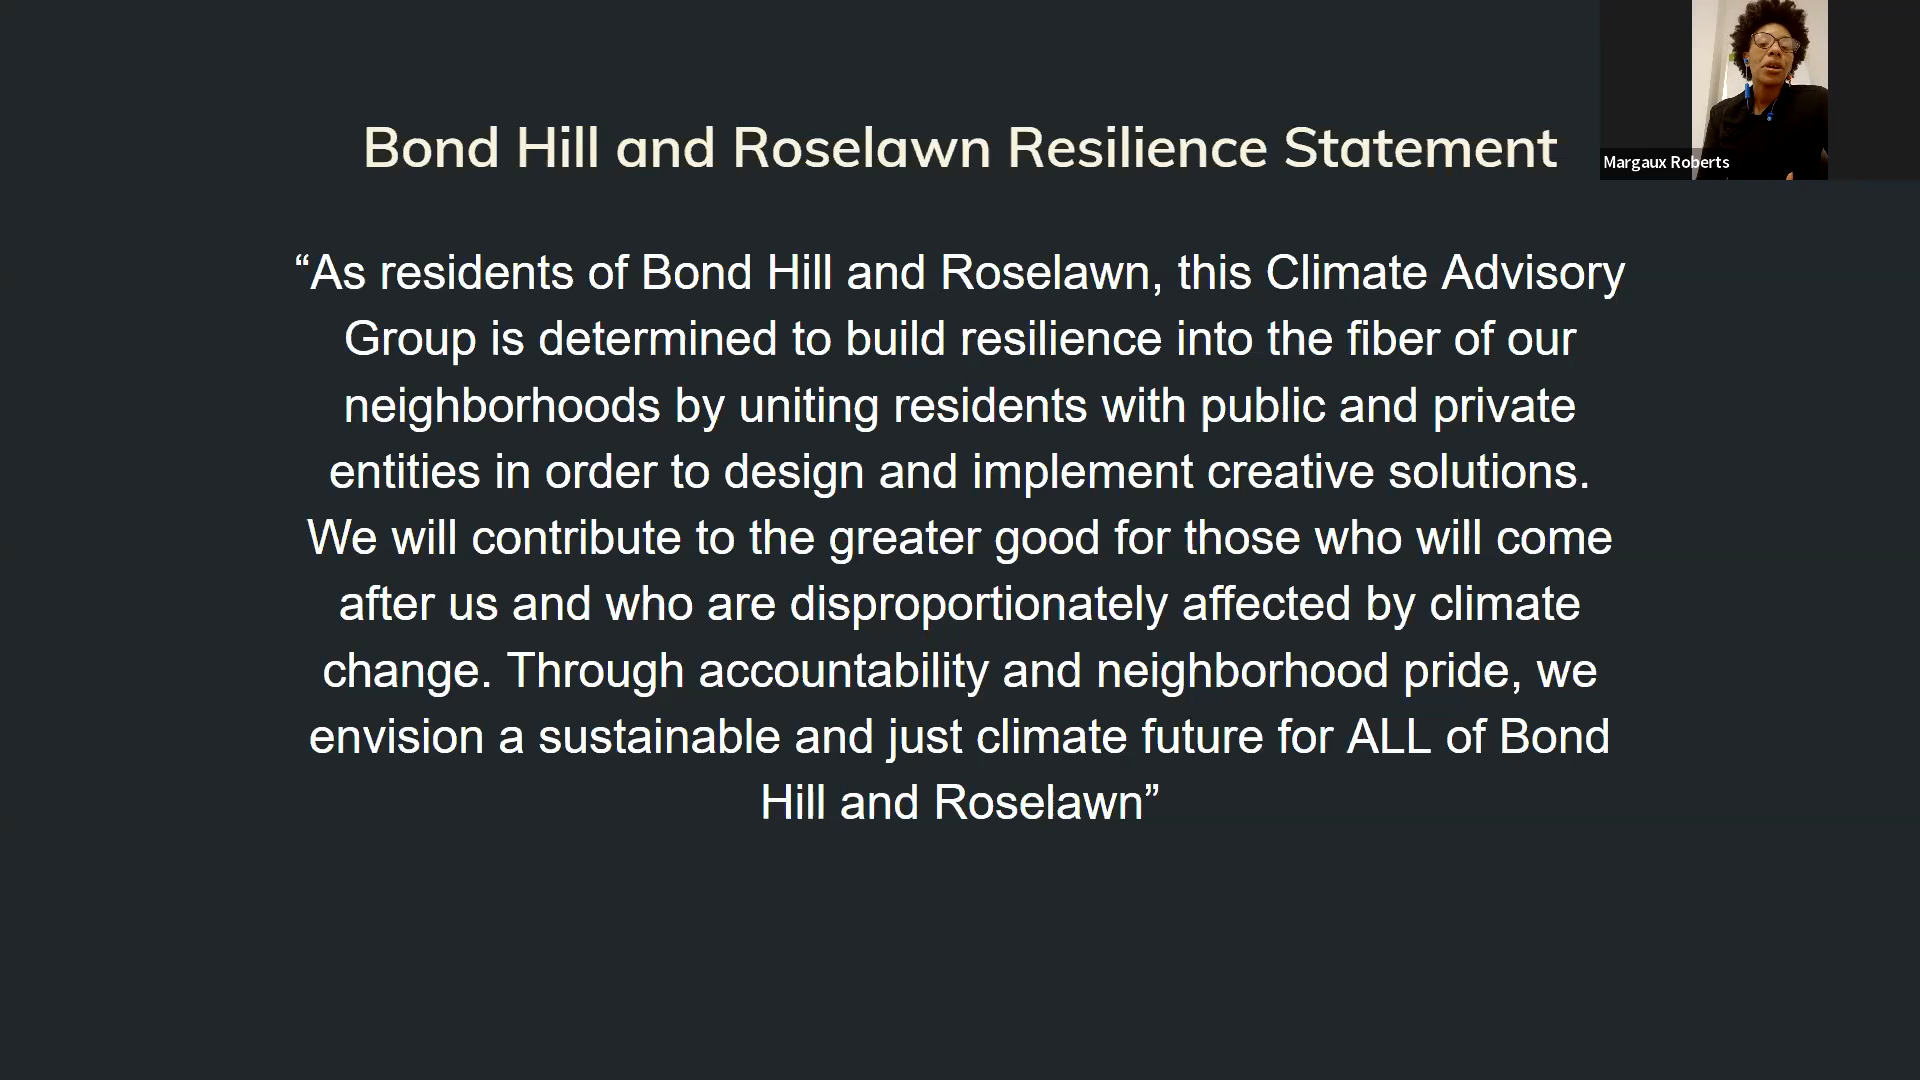 Bond Hill and Roselawn Resilience Statement
Margaux Roberts
“As residents of Bond Hill and Roselawn, this Climate Advisory
Group is determined to build resilience into the fiber of our
neighborhoods by uniting residents with public and private
entities in order to design and implement creative solutions.
We will contribute to the greater good for those who will come
after us and who are disproportionately affected by climate
change. Through accountability and neighborhood pride, we
envision a sustainable and just climate future for ALL of Bond
Hill and Roselawn”